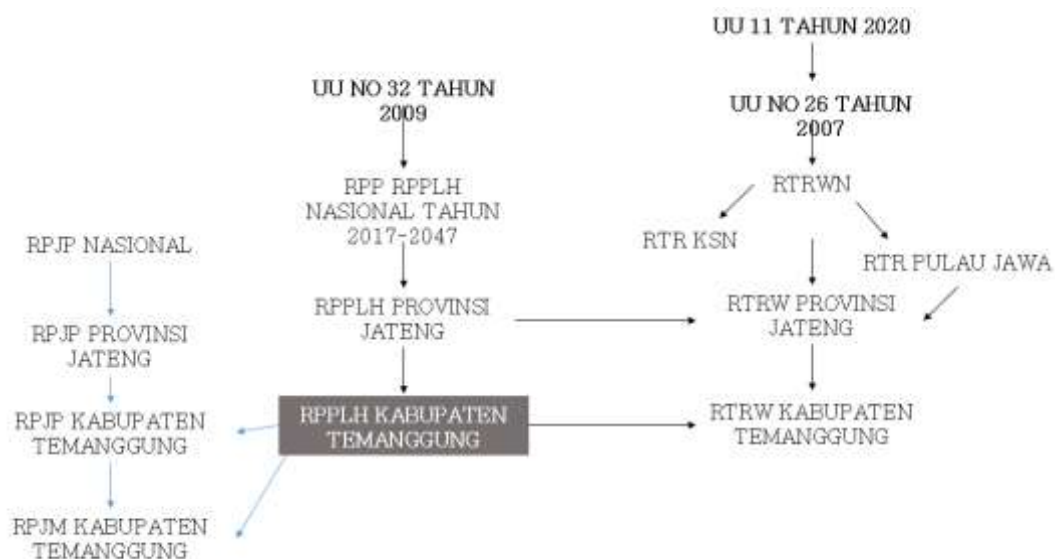 UU 11 TAHUN 2020
UU NO 32 TAHUN
2009
UU NO 26 TAHUN
2007
RPP RPPLH
NASIONAL TAHUN
2017-2047
RTRWN
RPJP NASIONAL
RTR KSN
RTR PULAU JAWA
RPJP PROVINSI
JATENG
RPPLH PROVINSI
JATENG
RTRW PROVINSI
JATENG
RPJP KABUPATEN
TEMANGGUNG
RPPLH KABUPATEN
TEMANGGUNG
RTRW KABUPATEN
TEMANGGUNG
RPJM KABUPATEN
TEMANGGUNG